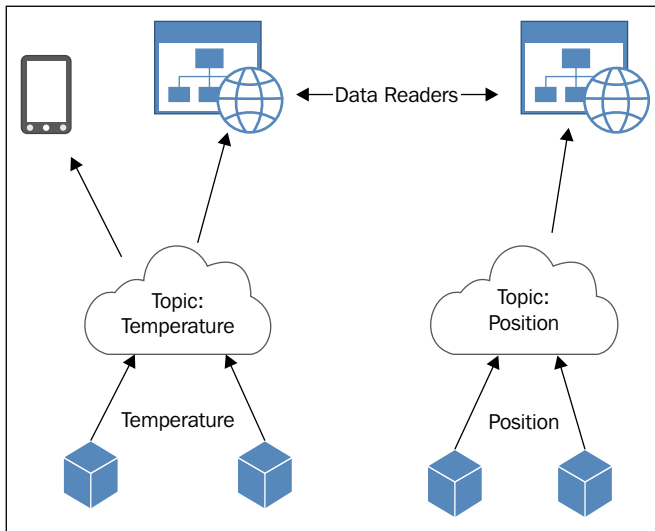 Data Readers
Topic:
Temperature
Topic:
Position
Temperature
Position